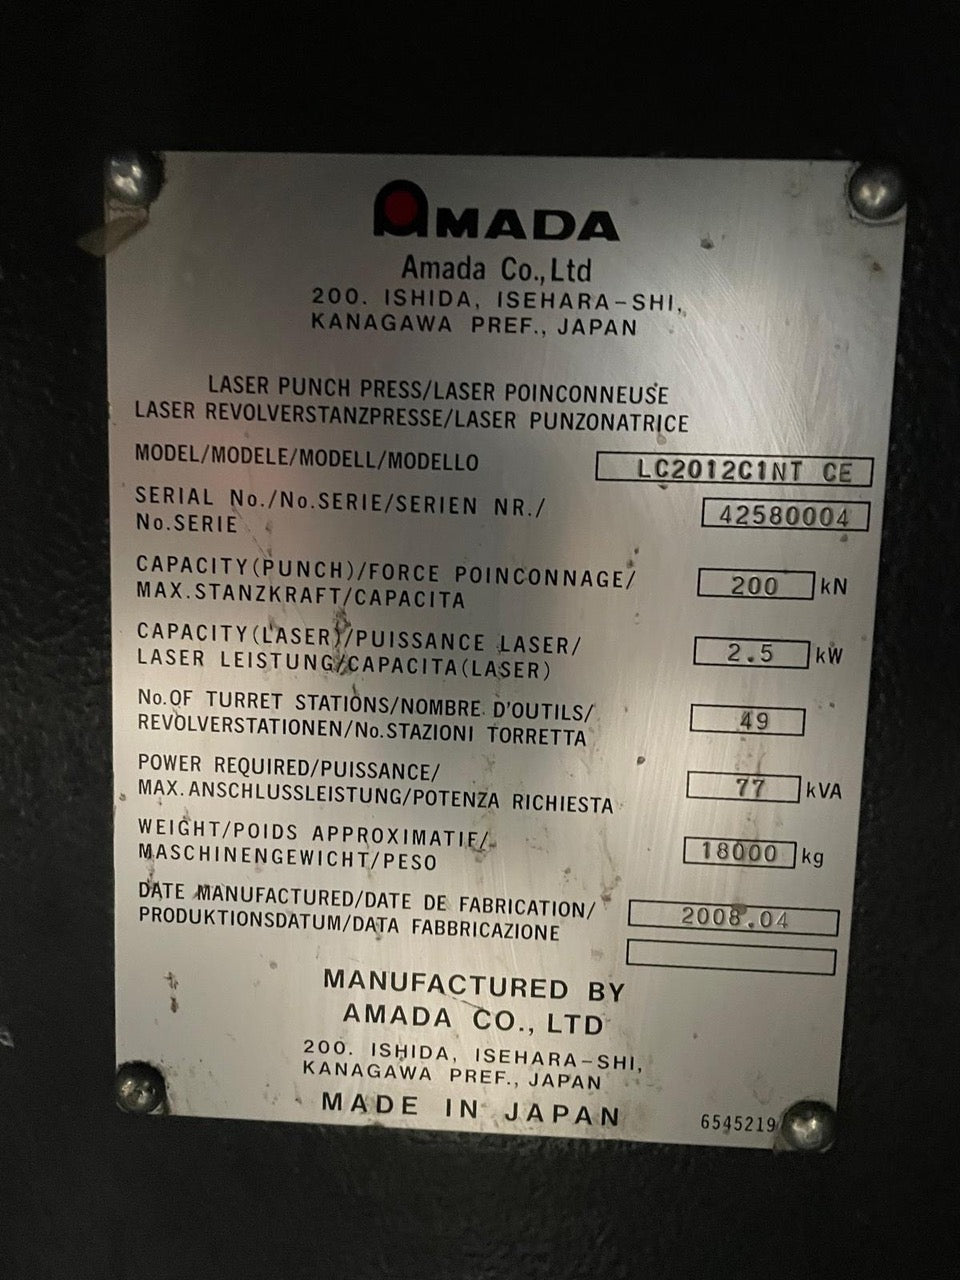 AMADA
Amada Co.,Ltd
200. ISHIDA, ISEHARA-SHI,
KANAGAWA PREF., JAPAN
LASER PUNCH PRESS/LASER POINCONNEUSE
LASER REVOLVERSTANZPRESSE/LASER PUNZONATRICE
MODEL/MODELE/MODELL/MODELLO LC2012C1NT CE
SERIAL No./No.SERIE/SERIEN NR./
No.SERIE 42580004
CAPACITY(PUNCH)/FORCE POINCONNAGE/
MAX.STANZKRAFT/CAPACITA 200 kN
CAPACITY(LASER)/PUISSANCE LASER/
LASER LEISTUNG/CAPACITA(LASER) 2.5 kW
No.OF TURRET STATIONS/NOMBRE D'OUTILS/
REVOLVERSTATIONEN/No.STAZIONI TORRETTA 49
POWER REQUIRED/PUISSANCE/
MAX.ANSCHLUSSLEISTUNG/POTENZA RICHIESTA 77 kVA
WEIGHT/POIDS APPROXIMATIF/
MASCHINENGEWICHT/PESO 18000 kg
DATE MANUFACTURED/DATE DE FABRICATION/
PRODUKTIONSDATUM/DATA FABBRICAZIONE 2008.04
MANUFACTURED BY
AMADA CO., LTD
200. ISHIDA, ISEHARA-SHI,
KANAGAWA PREF., JAPAN
MADE IN JAPAN
6545219